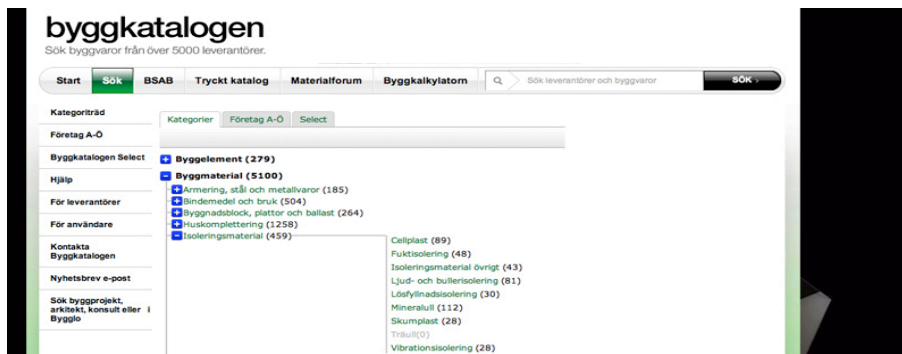 byggkatalogen
Sök byggvaror från över 5000 leverantörer.
Start Sök BSAB Tryckt katalog Materialforum Byggkalkylatorn Sök leverantörer och byggvaror SÖK ›
Kategoriträd
Företag A-Ö
Byggkatalogen Select
Hjälp
För leverantörer
För användare
Kontakta
Byggkatalogen
Nyhetsbrev e-post
Sök byggprojekt,
arkitekt, konsult eller i
Bygglo
Kategorier Företag A-Ö Select
Byggelement (279)
Byggmaterial (5100)
Armering, stål och metallvaror (185)
Bindemedel och bruk (504)
Byggnadsblock, plattor och ballast (264)
Huskomplettering (1258)
Isoleringsmaterial (459)
Cellplast (89)
Fuktisolering (48)
Isoleringsmaterial övrigt (43)
Ljud- och bullerisolering (81)
Lösfyllnadsisolering (30)
Mineralull (112)
Skumplast (28)
Träull(0)
Vibrationsisolering (28)